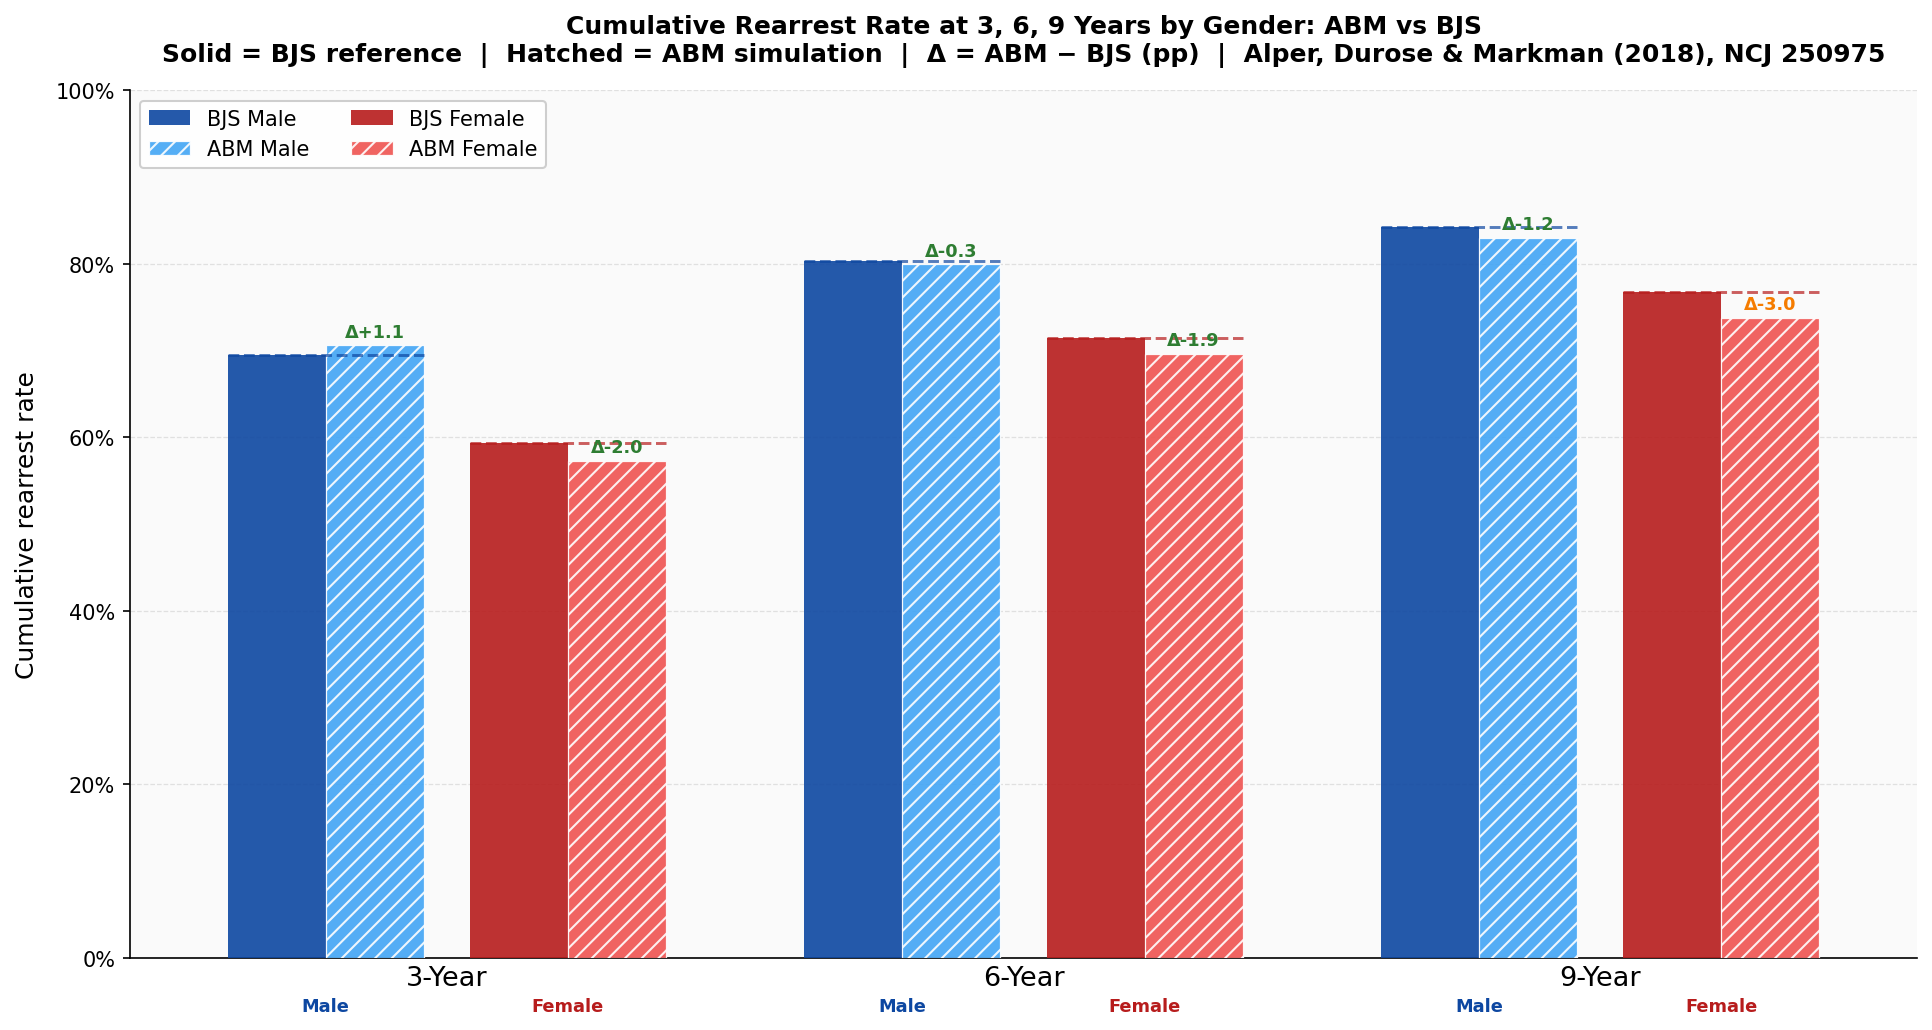 Cumulative Rearrest Rate at 3, 6, 9 Years by Gender: ABM vs BJS
Solid = BJS reference | Hatched = ABM simulation | Δ = ABM − BJS (pp) | Alper, Durose & Markman (2018), NCJ 250975
BJS Male
ABM Male
BJS Female
ABM Female
Cumulative rearrest rate
100%
80%
60%
40%
20%
0%
Δ+1.1
Δ-2.0
Δ-0.3
Δ-1.9
Δ-1.2
Δ-3.0
3-Year
6-Year
9-Year
Male
Female
Male
Female
Male
Female